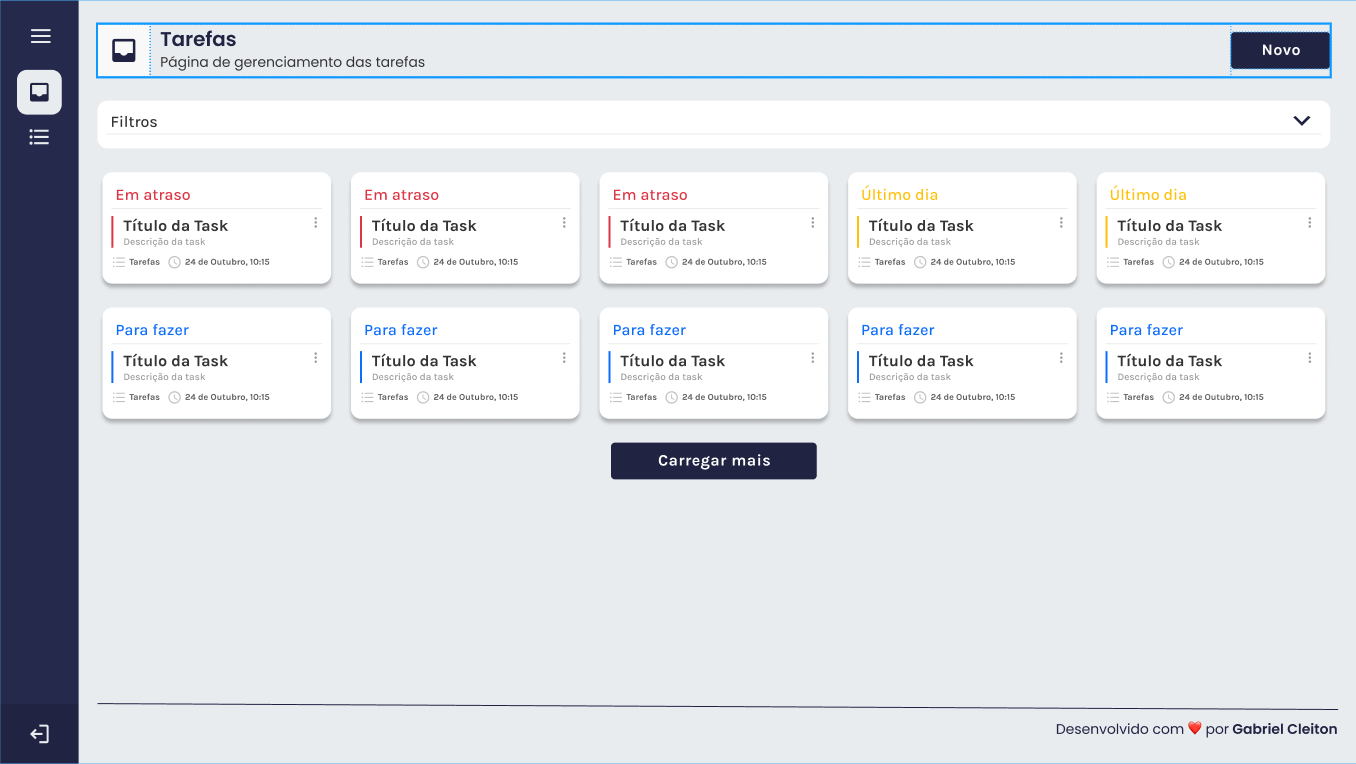 Tarefas
Página de gerenciamento das tarefas
Novo
Filtros
Em atraso
Título da Task
Descrição da task
Tarefas 24 de Outubro, 10:15
Em atraso
Título da Task
Descrição da task
Tarefas 24 de Outubro, 10:15
Em atraso
Título da Task
Descrição da task
Tarefas 24 de Outubro, 10:15
Último dia
Título da Task
Descrição da task
Tarefas 24 de Outubro, 10:15
Último dia
Título da Task
Descrição da task
Tarefas 24 de Outubro, 10:15
Para fazer
Título da Task
Descrição da task
Tarefas 24 de Outubro, 10:15
Para fazer
Título da Task
Descrição da task
Tarefas 24 de Outubro, 10:15
Para fazer
Título da Task
Descrição da task
Tarefas 24 de Outubro, 10:15
Para fazer
Título da Task
Descrição da task
Tarefas 24 de Outubro, 10:15
Para fazer
Título da Task
Descrição da task
Tarefas 24 de Outubro, 10:15
Carregar mais
Desenvolvido com ❤️ por Gabriel Cleiton